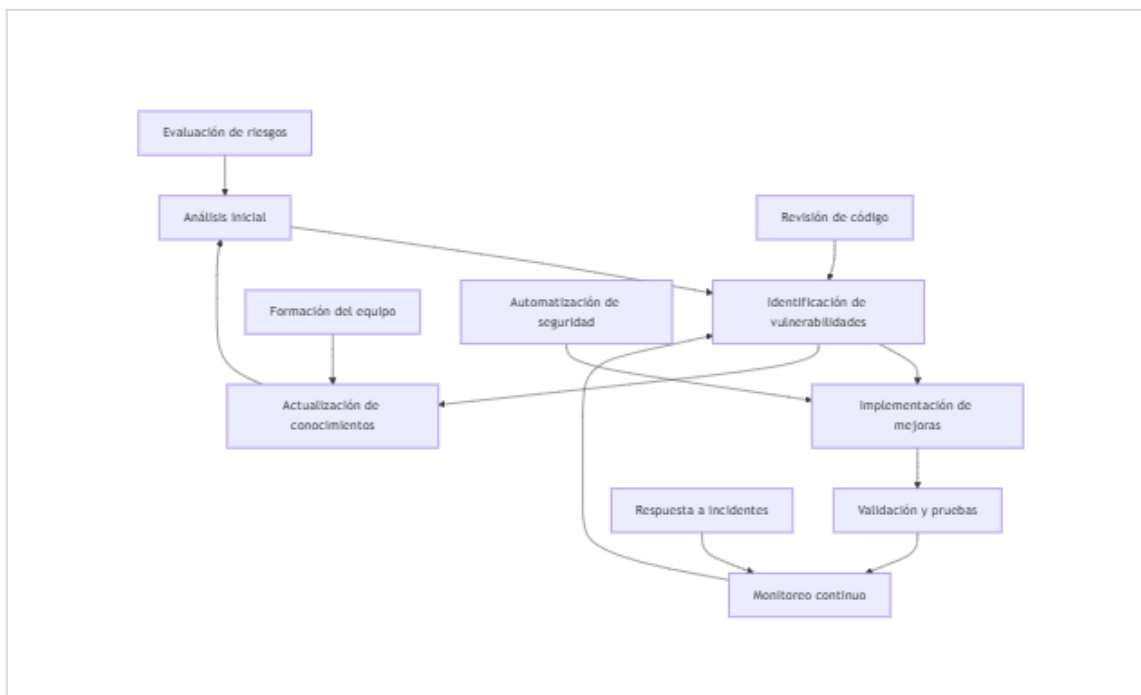 Evaluación de riesgos
Análisis inicial
Revisión de código
Formación del equipo
Automatización de
seguridad
Identificación de
vulnerabilidades
Actualización de
conocimientos
Implementación de
mejoras
Respuesta a incidentes
Validación y pruebas
Monitoreo continuo